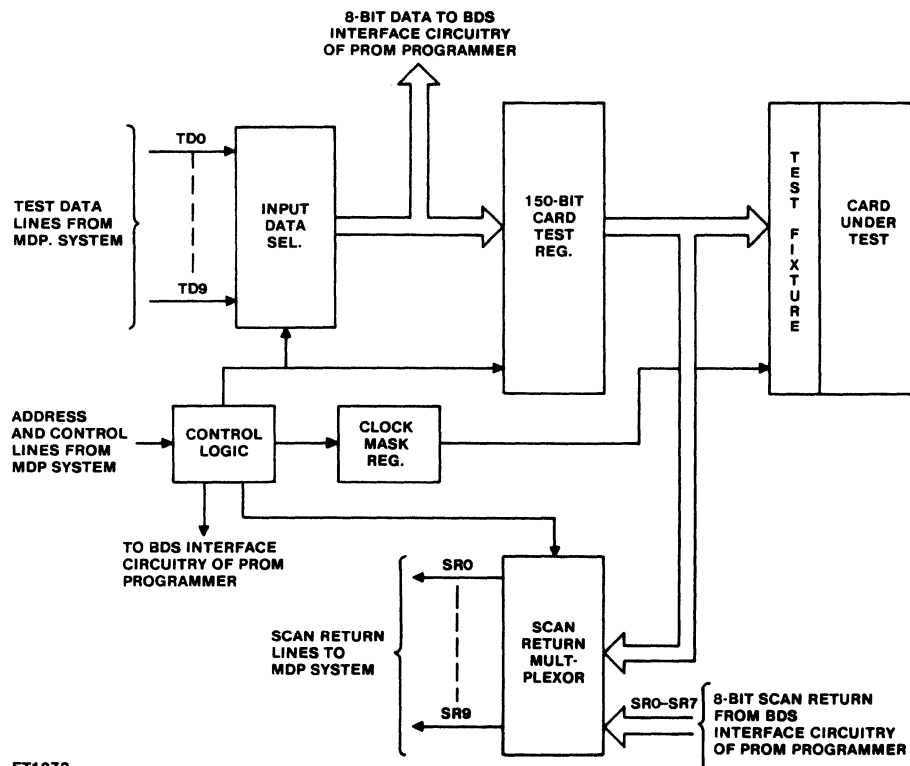 8-BIT DATA TO BDS
INTERFACE CIRCUITRY
OF PROM PROGRAMMER
TEST DATA
LINES FROM
MDP. SYSTEM
TD0
TD9
INPUT
DATA
SEL.
150-BIT
CARD
TEST
REG.
TEST FIXTURE
CARD
UNDER
TEST
ADDRESS
AND CONTROL
LINES FROM
MDP SYSTEM
CONTROL
LOGIC
CLOCK
MASK
REG.
TO BDS INTERFACE
CIRCUITRY OF PROM
PROGRAMMER
SCAN RETURN
LINES TO
MDP SYSTEM
SR0
SR9
SCAN
RETURN
MULT-
PLEXOR
SR0-SR7
8-BIT SCAN RETURN
FROM BDS
INTERFACE CIRCUITRY
OF PROM PROGRAMMER